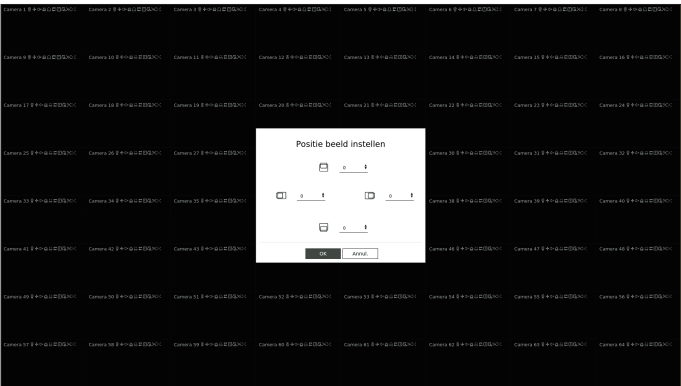 Camera 1 Camera 2 Camera 3 Camera 4 Camera 5 Camera 6 Camera 7 Camera 8
Camera 9 Camera 10 Camera 11 Camera 12 Camera 13 Camera 14 Camera 15 Camera 16
Camera 17 Camera 18 Camera 19 Camera 20 Camera 21 Camera 22 Camera 23 Camera 24
Positie beeld instellen
Camera 25 Camera 26 Camera 27 Camera 30 Camera 31 Camera 32
0
0 0
Camera 33 Camera 34 Camera 35 Camera 38 Camera 39 Camera 40
0
Camera 41 Camera 42 Camera 43 Camera 46 Camera 47 Camera 48
OK Annul.
Camera 49 Camera 50 Camera 51 Camera 52 Camera 53 Camera 54 Camera 55 Camera 56
Camera 57 Camera 58 Camera 59 Camera 60 Camera 61 Camera 62 Camera 63 Camera 64